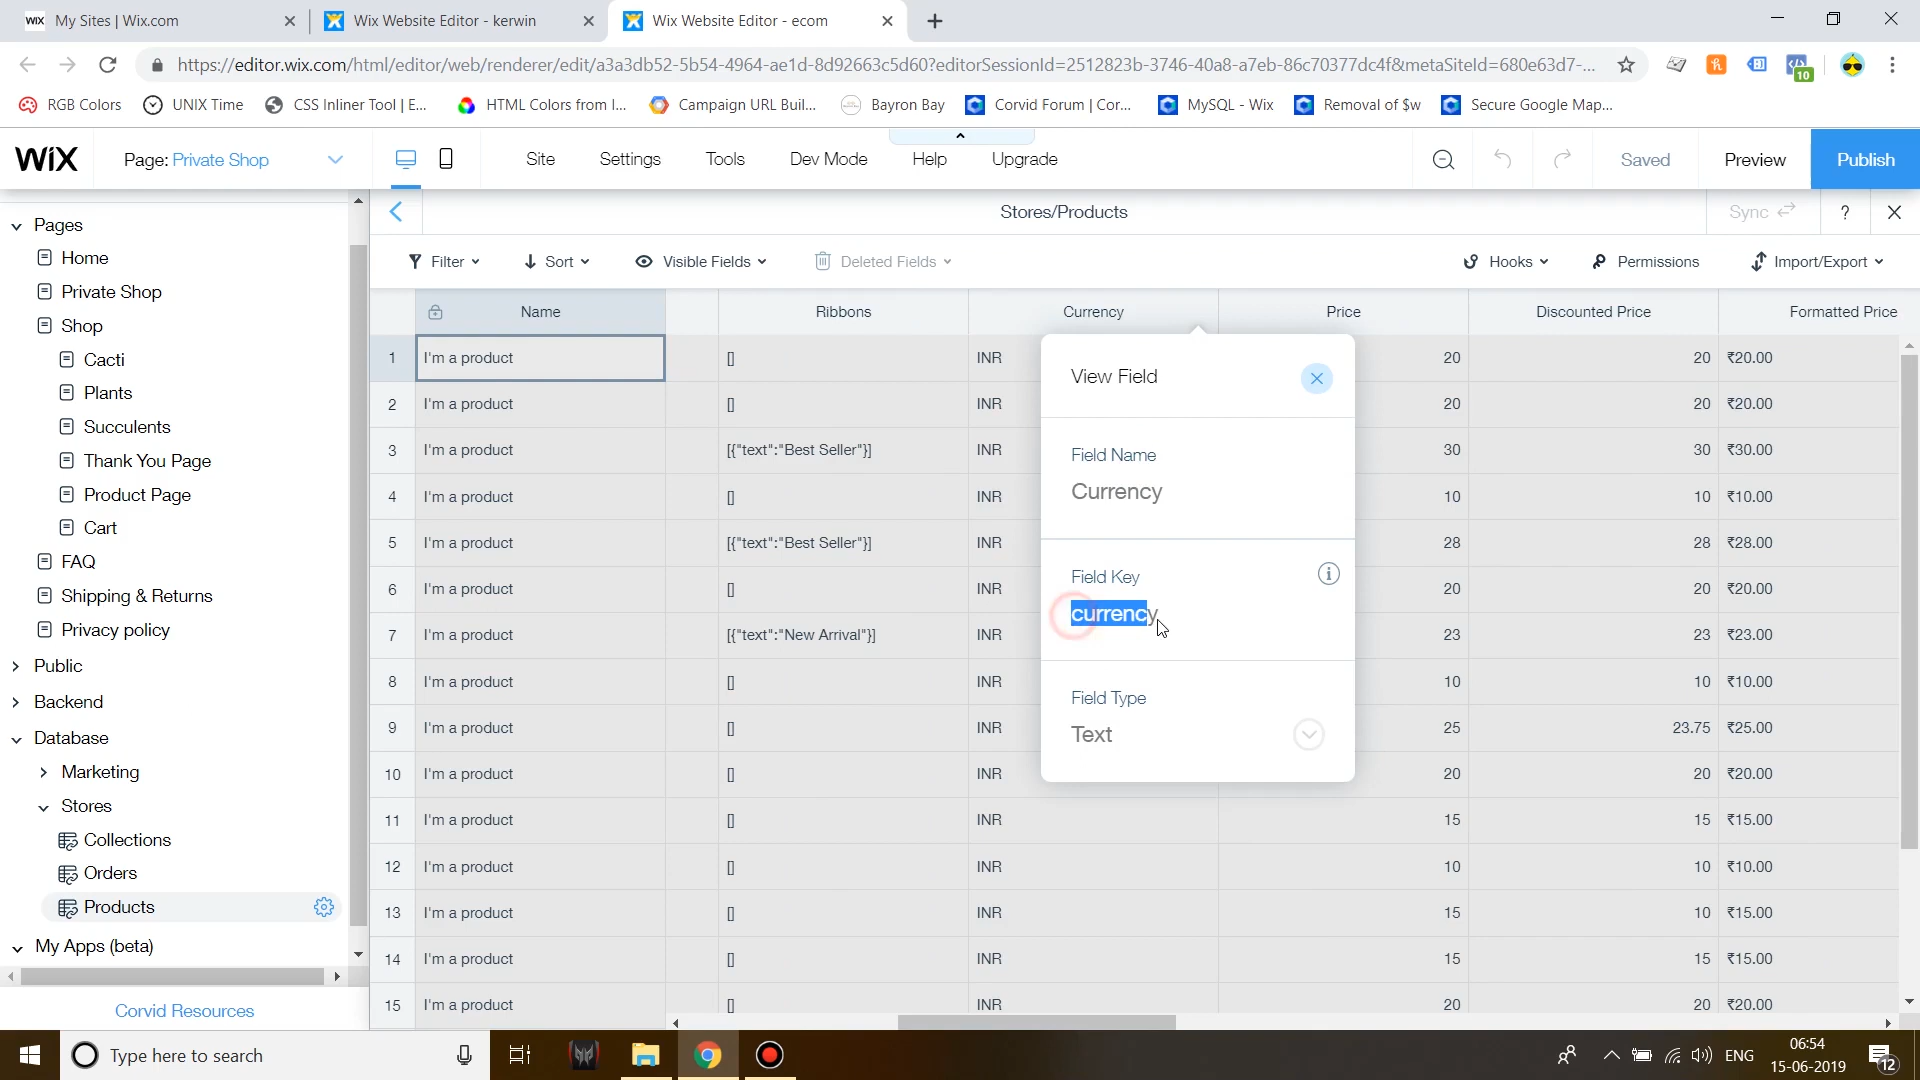 WiX My Sites | Wix.com
Wix Website Editor - kerwin
Wix Website Editor - ecom
https://editor.wix.com/html/editor/web/renderer/edit/a3a3db52-5b54-4964-ae1d-8d92663c5d60?editorSessionId=2512823b-3746-40a8-a7eb-86c70377dc4f&metaSiteId=680e63d7-...
10
RGB Colors
UNIX Time
CSS Inliner Tool | E...
HTML Colors from I...
Campaign URL Buil...
Bayron Bay
Corvid Forum | Cor...
MySQL - Wix
Removal of $w
Secure Google Map...
WiX
Page: Private Shop
Site
Settings
Tools
Dev Mode
Help
Upgrade
Saved
Preview
Publish
Pages
Home
Private Shop
Shop
Cacti
Plants
Succulents
Thank You Page
Product Page
Cart
FAQ
Shipping & Returns
Privacy policy
Public
Backend
Database
Marketing
Stores
Collections
Orders
Products
My Apps (beta)
Corvid Resources
Stores/Products
Sync
?
Filter
Sort
Visible Fields
Deleted Fields
Hooks
Permissions
Import/Export
Name Ribbons Currency Price Discounted Price Formatted Price
1 I'm a product [] INR 20 20 ₹20.00
2 I'm a product [] INR 20 20 ₹20.00
3 I'm a product [{"text":"Best Seller"}] INR 30 30 ₹30.00
4 I'm a product [] INR 10 10 ₹10.00
5 I'm a product [{"text":"Best Seller"}] INR 28 28 ₹28.00
6 I'm a product [] INR 20 20 ₹20.00
7 I'm a product [{"text":"New Arrival"}] INR 23 23 ₹23.00
8 I'm a product [] INR 10 10 ₹10.00
9 I'm a product [] INR 25 23.75 ₹25.00
10 I'm a product [] INR 20 20 ₹20.00
11 I'm a product [] INR 15 15 ₹15.00
12 I'm a product [] INR 10 10 ₹10.00
13 I'm a product [] INR 15 10 ₹15.00
14 I'm a product [] INR 15 15 ₹15.00
15 I'm a product [] INR 20 20 ₹20.00
View Field
Field Name
Currency
Field Key
currency
Field Type
Text
Type here to search
ENG
06:54
15-06-2019
12